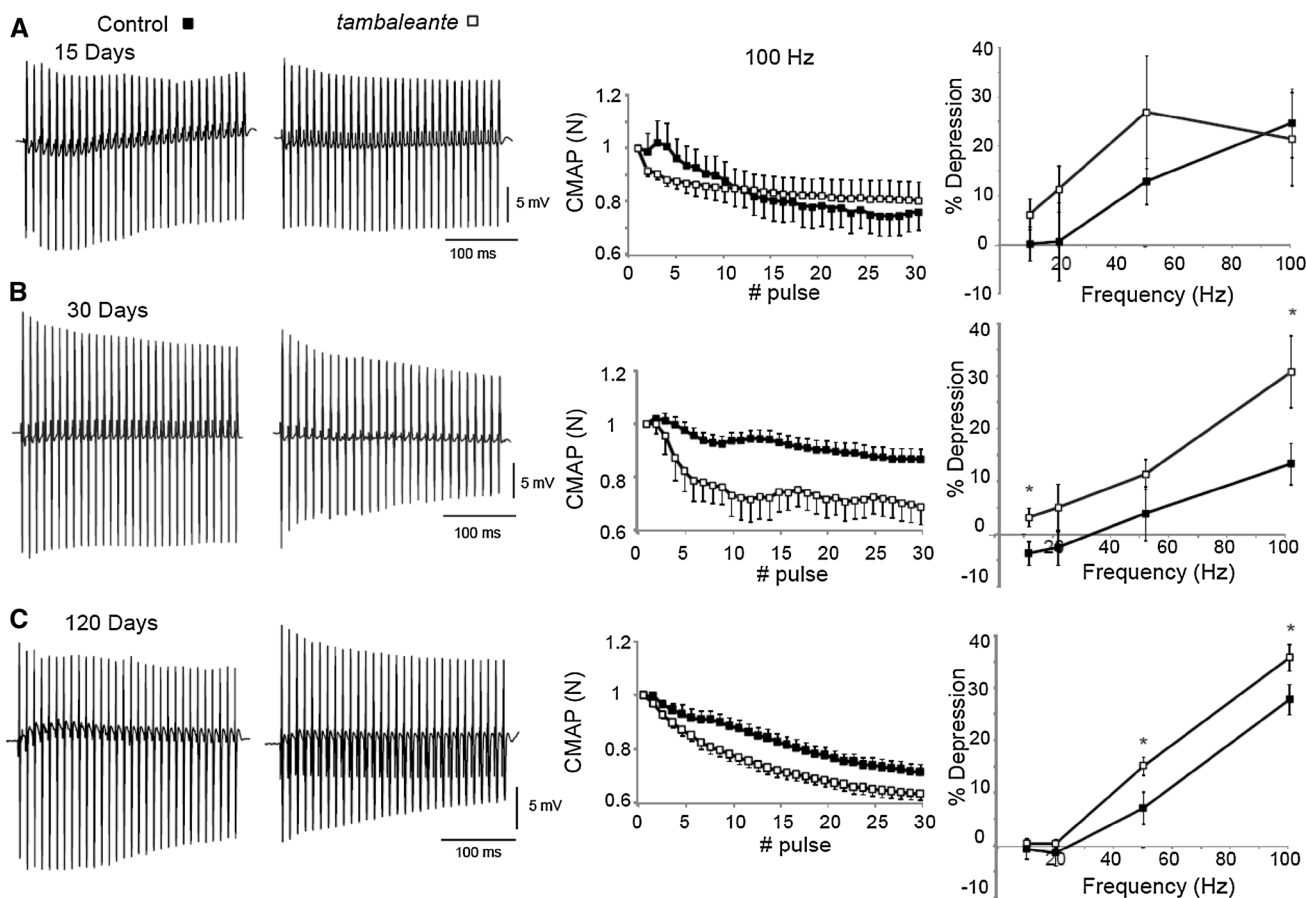 A
Control
tambaleante
15 Days
5 mV
100 ms
100 Hz
CMAP (N)
1.2
1
0.8
0.6
0 5 10 15 20 25 30
# pulse
% Depression
40
30
20
10
0
-10
20 40 60 80 100
Frequency (Hz)
B
30 Days
5 mV
100 ms
CMAP (N)
1.2
1
0.8
0.6
0 5 10 15 20 25 30
# pulse
% Depression
40
30
20
10
0
-10
20 40 60 80 100
Frequency (Hz)
*
*
C
120 Days
5 mV
100 ms
CMAP (N)
1.2
1
0.8
0.6
0 5 10 15 20 25 30
# pulse
% Depression
40
30
20
10
0
-10
20 40 60 80 100
Frequency (Hz)
*
*